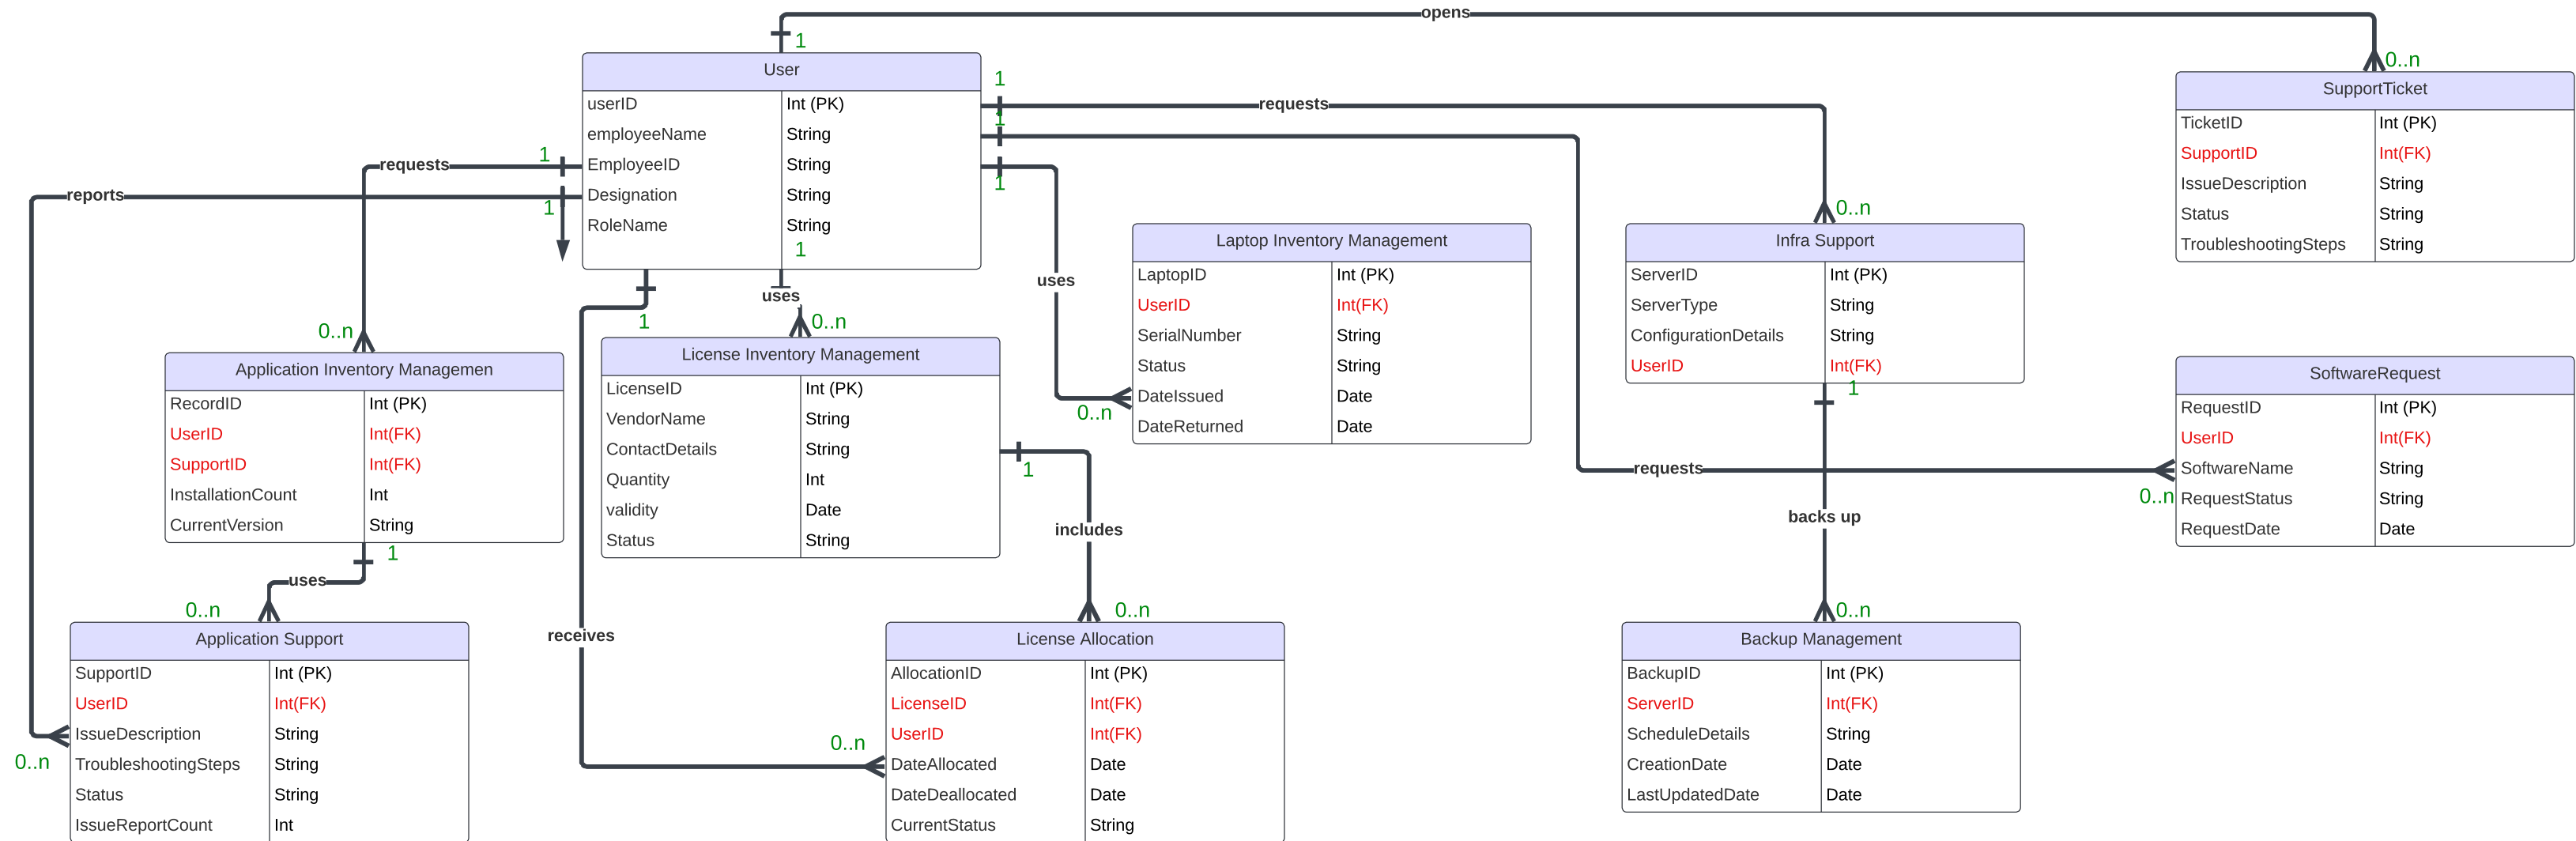 opens
1
0..n
User
userID Int (PK)
employeeName String
EmployeeID String
Designation String
RoleName String
1
1
requests
1
1
uses
0..n
0..n
requests
0..n
SupportTicket
TicketID Int (PK)
SupportID Int(FK)
IssueDescription String
Status String
TroubleshootingSteps String
1
requests
0..n
reports
1
0..n
1
receives
0..n
uses
0..n
Laptop Inventory Management
LaptopID Int (PK)
UserID Int(FK)
SerialNumber String
Status String
DateIssued Date
DateReturned Date
Infra Support
ServerID Int (PK)
ServerType String
ConfigurationDetails String
UserID Int(FK)
1
backs up
0..n
Application Inventory Managemen
RecordID Int (PK)
UserID Int(FK)
SupportID Int(FK)
InstallationCount Int
CurrentVersion String
1
uses
0..n
License Inventory Management
LicenseID Int (PK)
VendorName String
ContactDetails String
Quantity Int
validity Date
Status String
1
includes
0..n
SoftwareRequest
RequestID Int (PK)
UserID Int(FK)
SoftwareName String
RequestStatus String
RequestDate Date
Application Support
SupportID Int (PK)
UserID Int(FK)
IssueDescription String
TroubleshootingSteps String
Status String
IssueReportCount Int
License Allocation
AllocationID Int (PK)
LicenseID Int(FK)
UserID Int(FK)
DateAllocated Date
DateDeallocated Date
CurrentStatus String
Backup Management
BackupID Int (PK)
ServerID Int(FK)
ScheduleDetails String
CreationDate Date
LastUpdatedDate Date